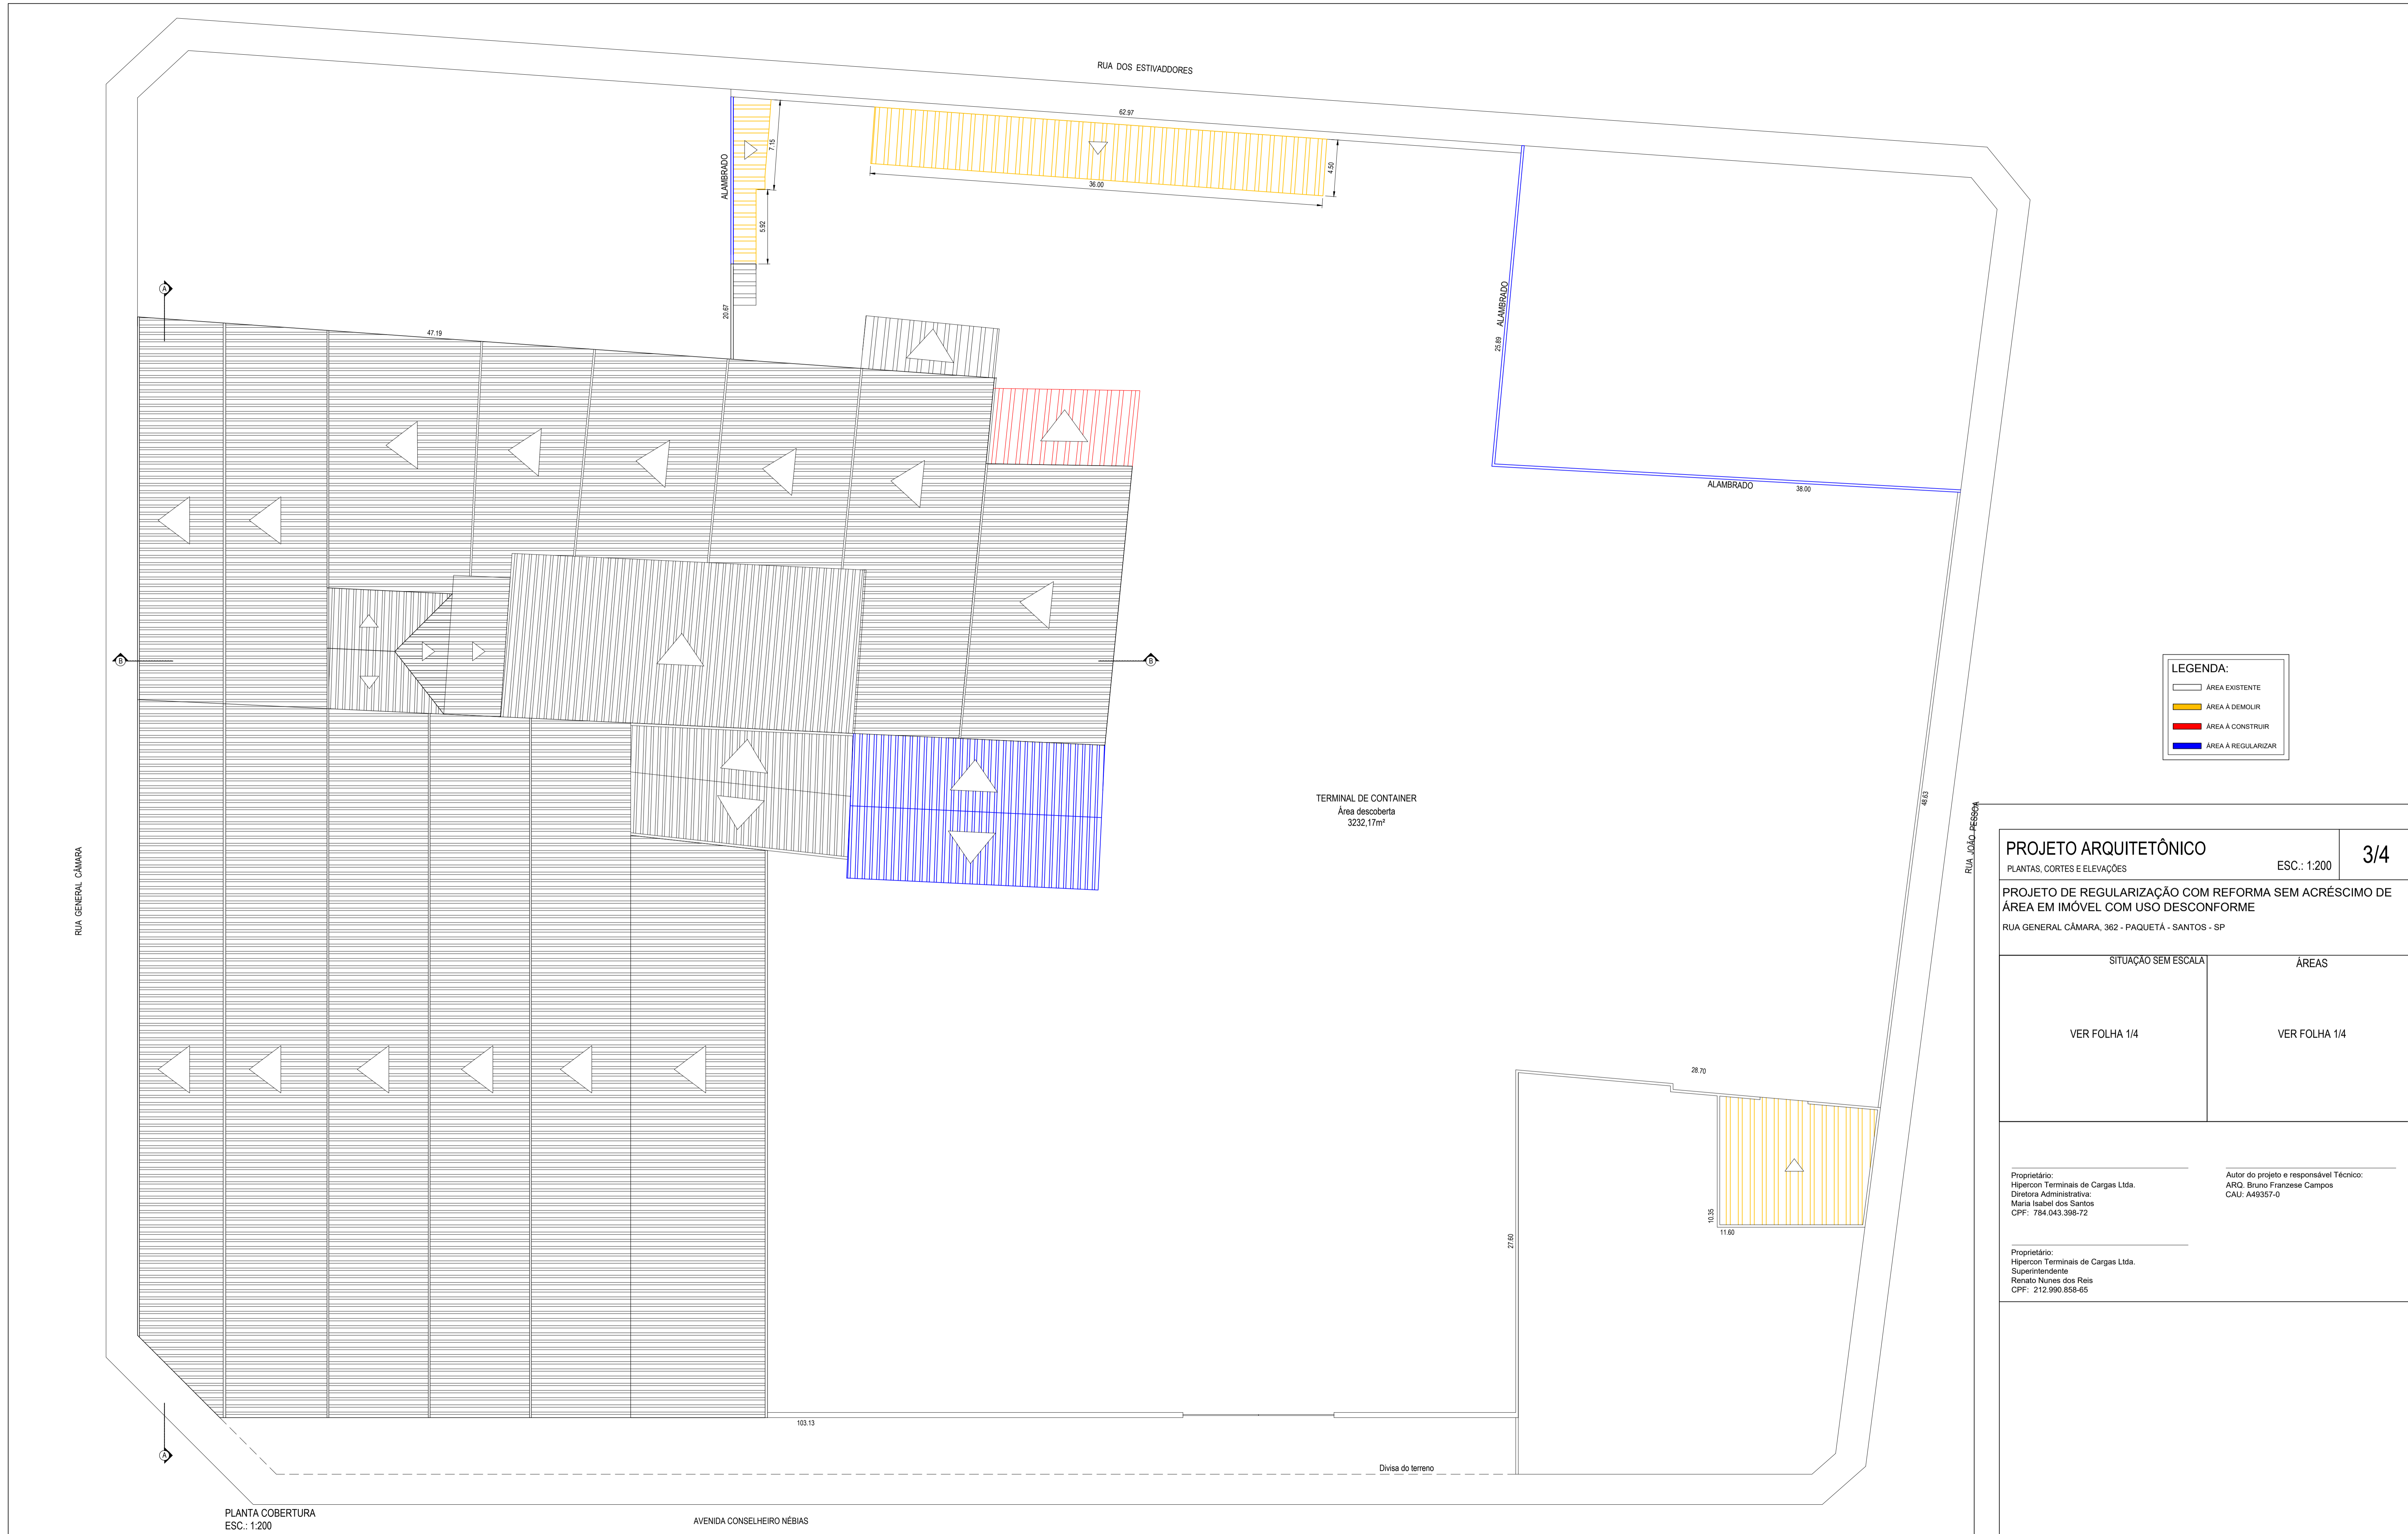 RUA DOS ESTIVADDORES
62.97
7.15
ALAMBRADO
4.50
36.00
5.92
A
20.67
ALAMBRADO
47.19
25.89
ALAMBRADO
38.00
B
B
LEGENDA:
ÁREA EXISTENTE
ÁREA À DEMOLIR
ÁREA À CONSTRUIR
ÁREA À REGULARIZAR
TERMINAL DE CONTAINER
Área descoberta
3232,17m²
48.63
RUA JOÃO PESSOA
RUA GENERAL CÂMARA
28.70
10.35
11.60
27.60
103.13
A
Divisa do terreno
PLANTA COBERTURA
ESC.: 1:200
AVENIDA CONSELHEIRO NÉBIAS
PROJETO ARQUITETÔNICO
PLANTAS, CORTES E ELEVAÇÕES
ESC.: 1:200
3/4
PROJETO DE REGULARIZAÇÃO COM REFORMA SEM ACRÉSCIMO DE
ÁREA EM IMÓVEL COM USO DESCONFORME
RUA GENERAL CÂMARA, 362 - PAQUETÁ - SANTOS - SP
SITUAÇÃO SEM ESCALA
VER FOLHA 1/4
ÁREAS
VER FOLHA 1/4
Proprietário:
Hipercon Terminais de Cargas Ltda.
Diretora Administrativa:
Maria Isabel dos Santos
CPF: 784.043.398-72
Autor do projeto e responsável Técnico:
ARQ. Bruno Franzese Campos
CAU: A49357-0
Proprietário:
Hipercon Terminais de Cargas Ltda.
Superintendente
Renato Nunes dos Reis
CPF: 212.990.858-65